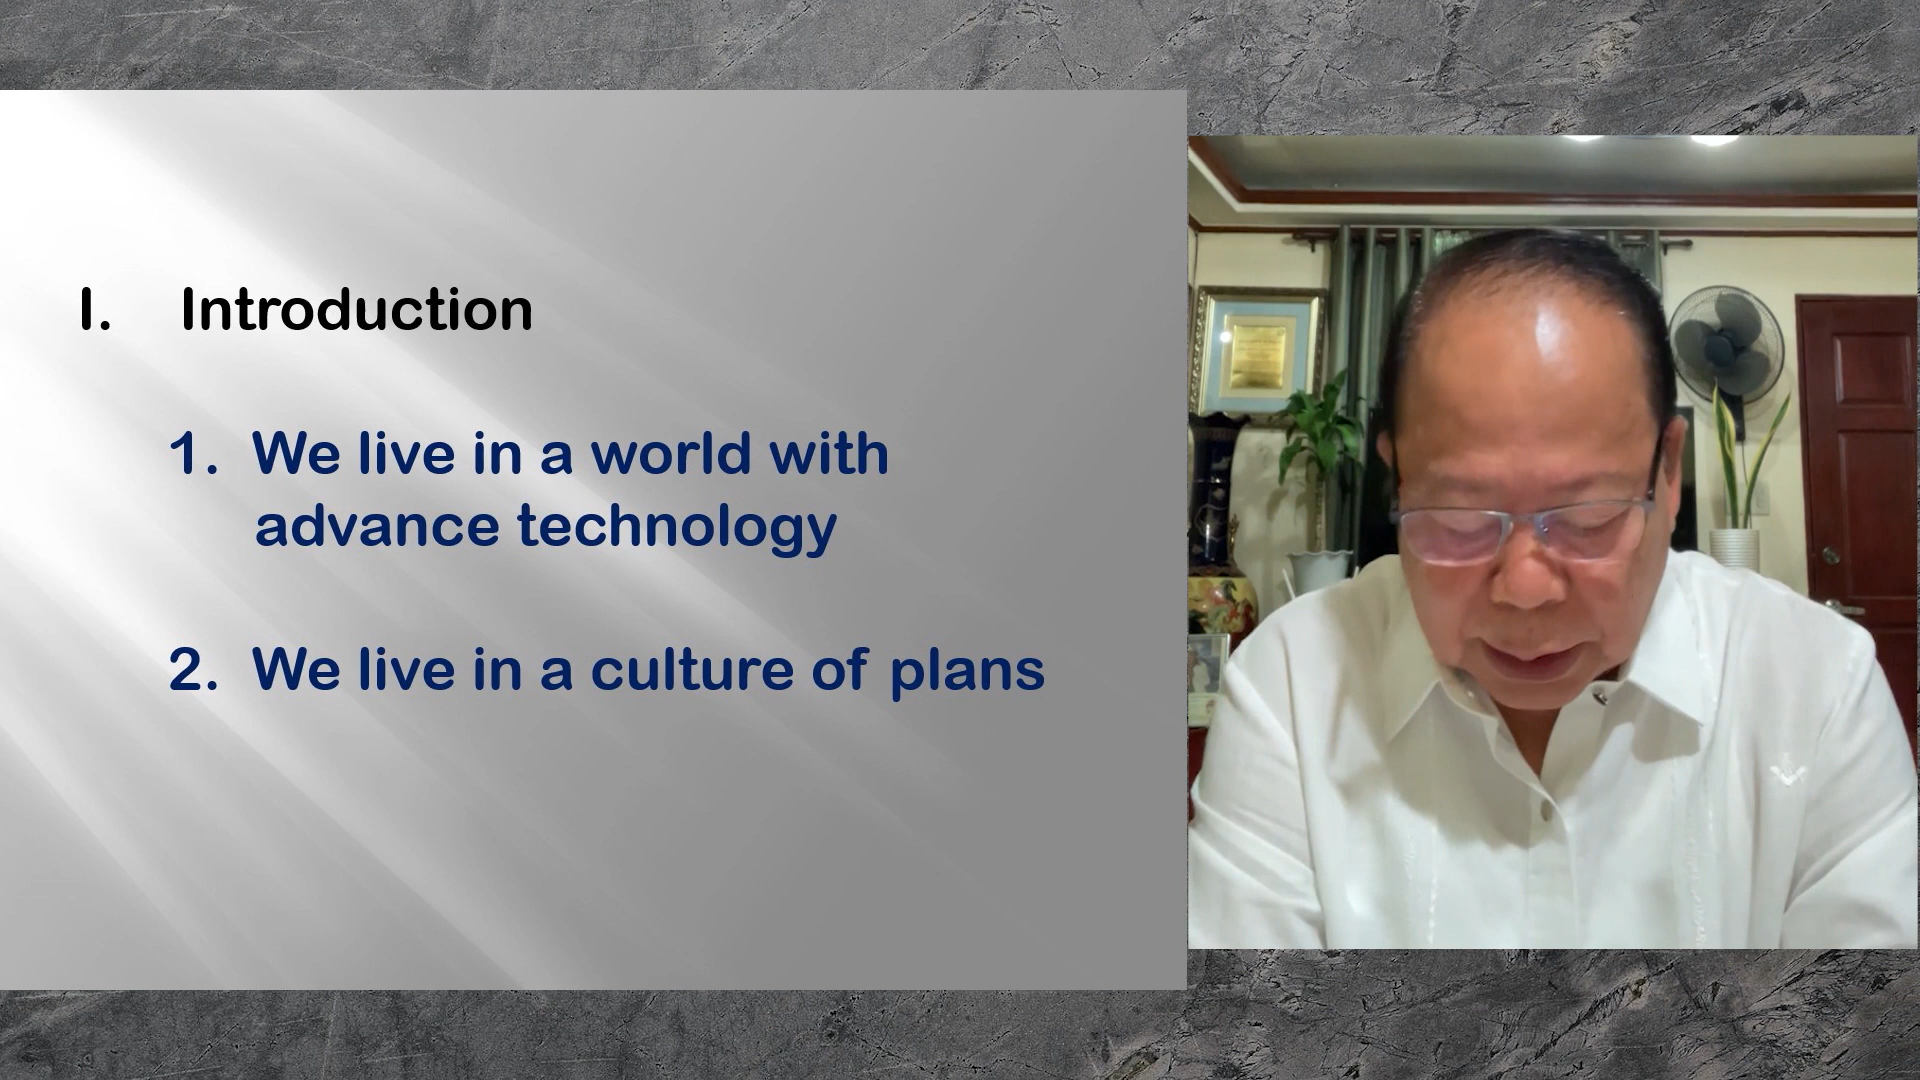 I. Introduction
1. We live in a world with
advance technology
2. We live in a culture of plans